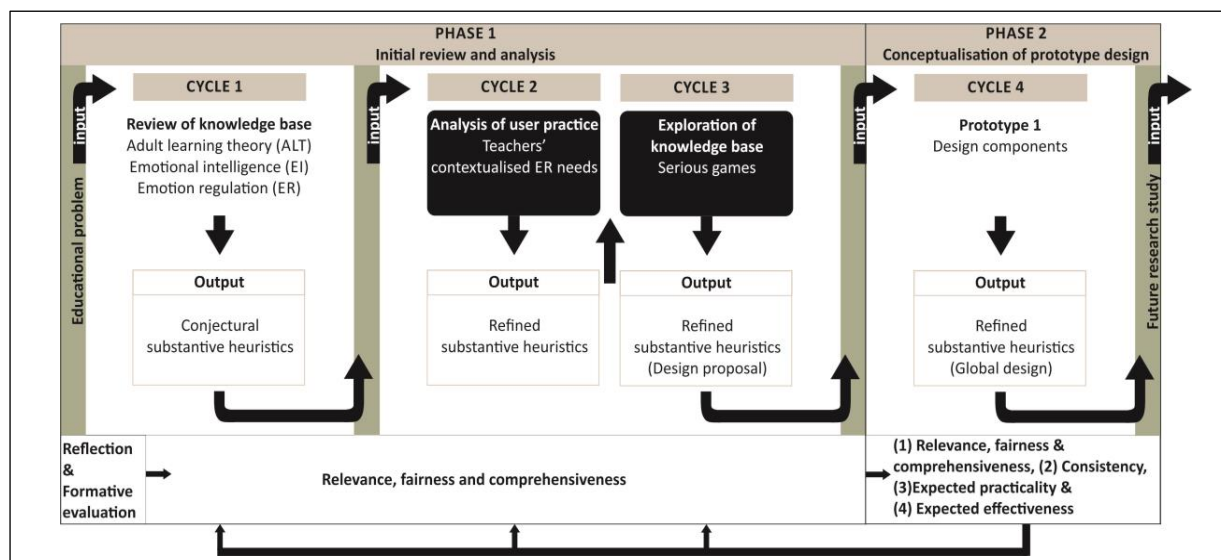 PHASE 1
Initial review and analysis
PHASE 2
Conceptualisation of prototype design
Educational problem
input
CYCLE 1
Review of knowledge base
Adult learning theory (ALT)
Emotional intelligence (EI)
Emotion regulation (ER)
Output
Conjectural
substantive heuristics
input
CYCLE 2
Analysis of user practice
Teachers'
contextualised ER needs
Output
Refined
substantive heuristics
CYCLE 3
Exploration of
knowledge base
Serious games
Output
Refined
substantive heuristics
(Design proposal)
input
CYCLE 4
Prototype 1
Design components
Output
Refined
substantive heuristics
(Global design)
input
Future research study
Reflection
&
Formative
evaluation
Relevance, fairness and comprehensiveness
(1) Relevance, fairness &
comprehensiveness, (2) Consistency,
(3)Expected practicality &
(4) Expected effectiveness